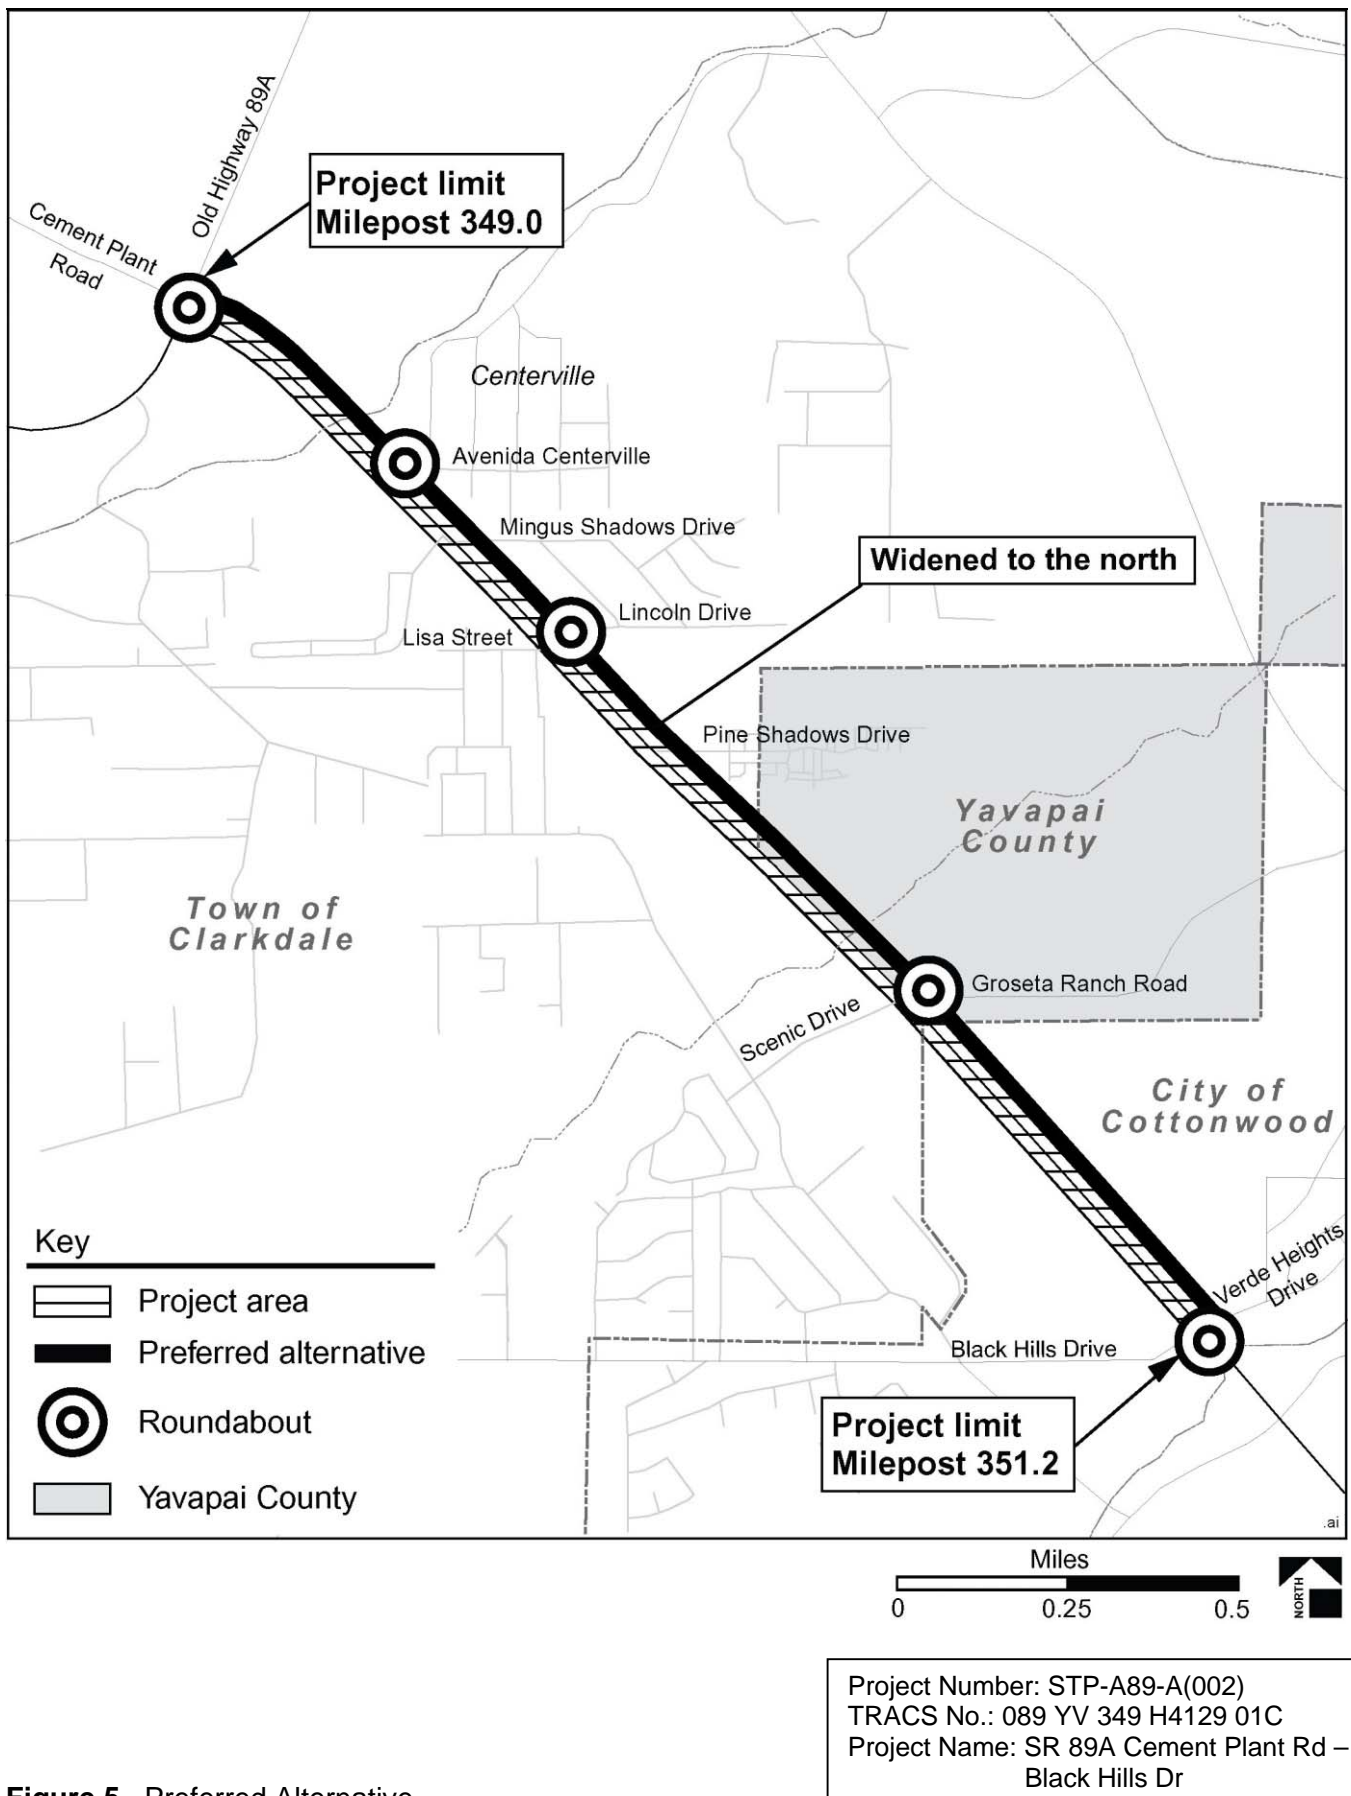 Old Highway 89A
Project limit
Milepost 349.0
Cement Plant
Road
Centerville
Avenida Centerville
Mingus Shadows Drive
Widened to the north
Lincoln Drive
Lisa Street
Pine Shadows Drive
Yavapai
County
Town of
Clarkdale
Groseta Ranch Road
Scenic Drive
City of
Cottonwood
Key
Project area
Preferred alternative
Roundabout
Yavapai County
Verde Heights
Drive
Black Hills Drive
Project limit
Milepost 351.2
.ai
Miles
0 0.25 0.5
NORTH
Project Number: STP-A89-A(002)
TRACS No.: 089 YV 349 H4129 01C
Project Name: SR 89A Cement Plant Rd –
Black Hills Dr
Figure 5. Preferred Alternative